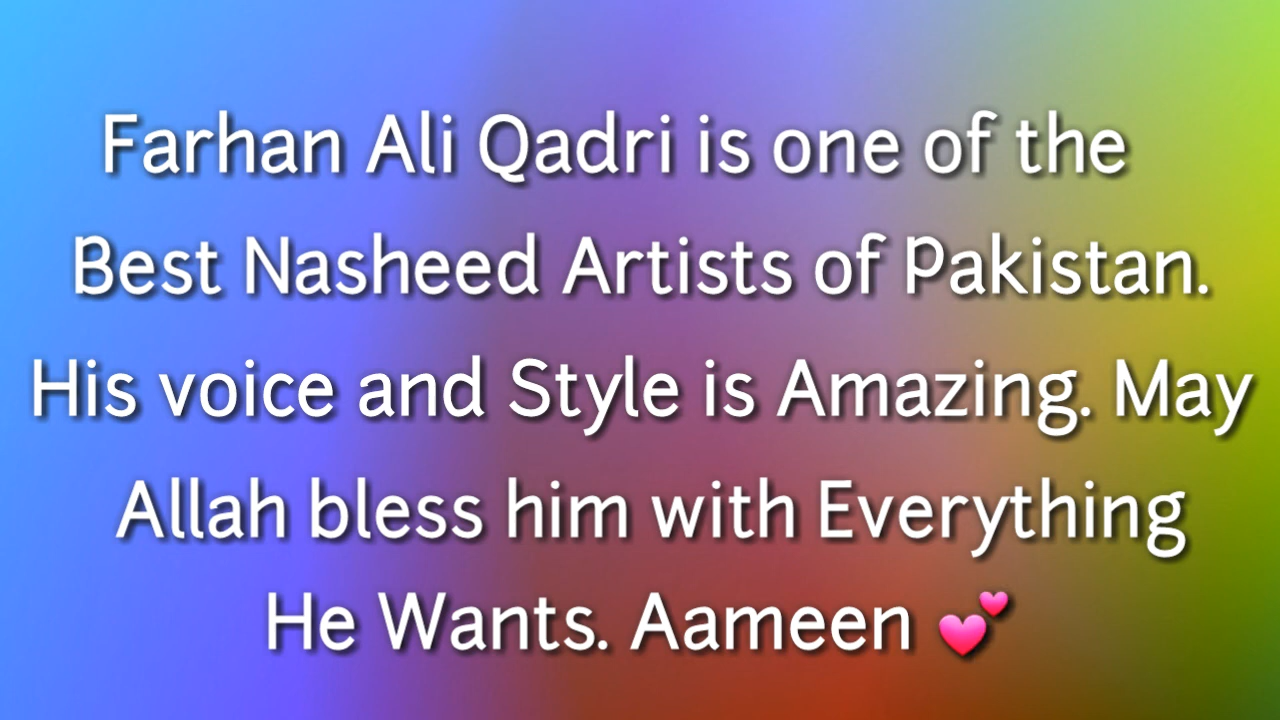 Farhan Ali Qadri is one of the
Best Nasheed Artists of Pakistan.
His voice and Style is Amazing. May
Allah bless him with Everything
He Wants. Aameen 💕